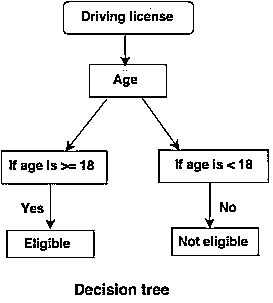 Driving license
Age
If age is >= 18
If age is < 18
Yes
No
Eligible
Not eligible
Decision tree